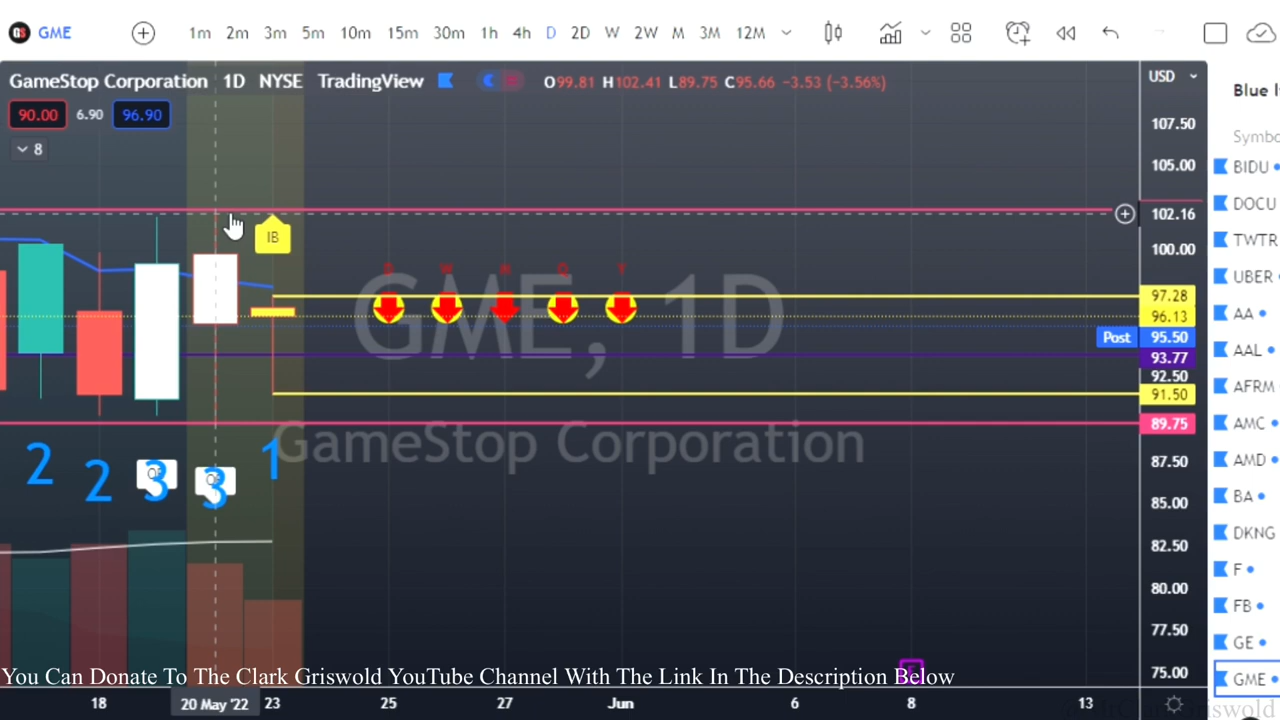 GS GME 1m 2m 3m 5m 10m 15m 30m 1h 4h D 2D W 2W M 3M 12M
GameStop Corporation 1D NYSE TradingView O99.81 H102.41 L89.75 C95.66 -3.53 (-3.56%)
USD
Blue
90.00 6.90 96.90
8
Symbo
107.50
105.00
102.16
100.00
97.28
96.13
Post 95.50
93.77
92.50
91.50
89.75
87.50
85.00
82.50
80.00
77.50
75.00
BIDU
DOCU
TWTR
UBER
AA
AAL
AFRM
AMC
AMD
BA
DKNG
F
FB
GE
GME
IB
GME, 1D
GameStop Corporation
2 2 3 3 1
You Can Donate To The Clark Griswold YouTube Channel With The Link In The Description Below
18 20 May '22 23 25 27 Jun 6 8 13